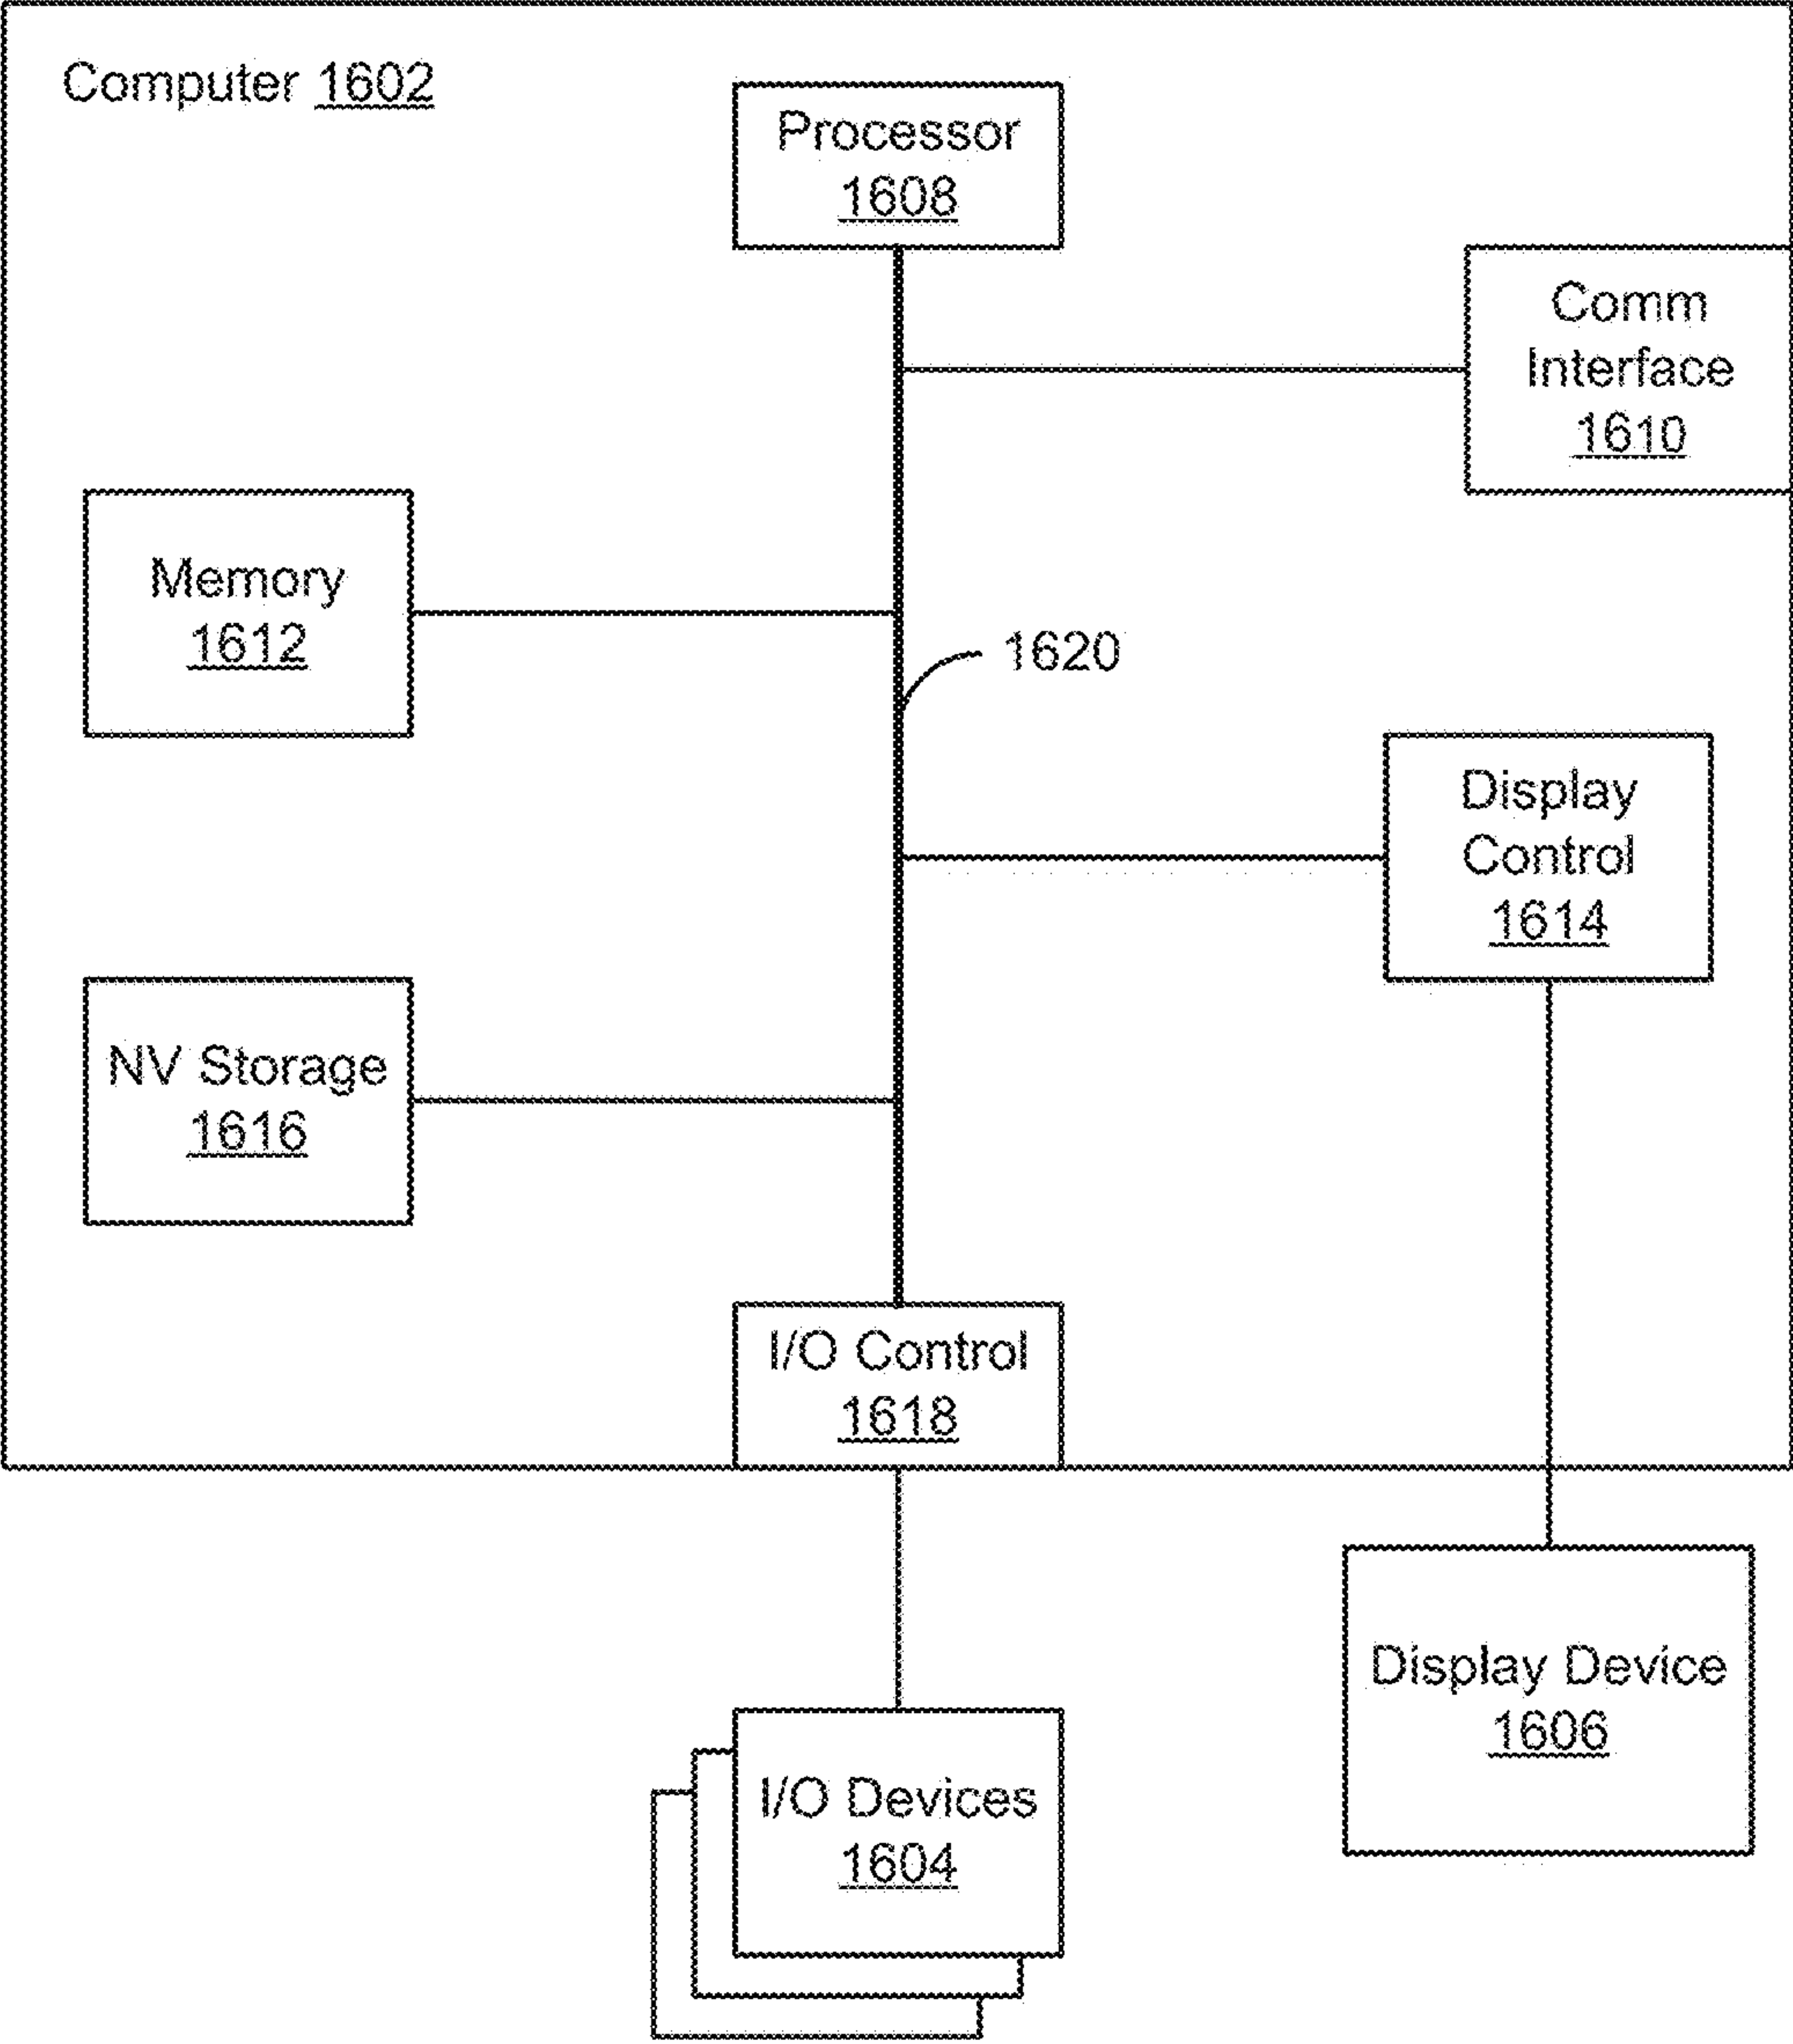 Computer 1602
Processor
1608
Comm
Interface
1610
Memory
1612
1620
Display
Control
1614
NV Storage
1616
I/O Control
1618
Display Device
1606
I/O Devices
1604